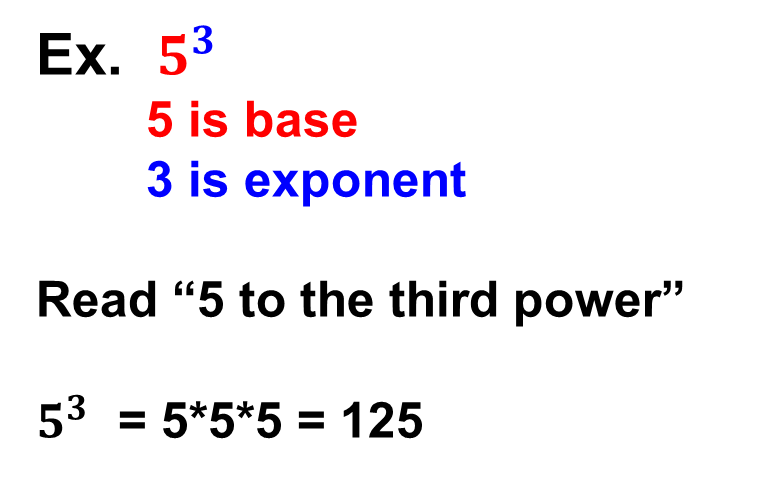 Ex. 5³
5 is base
3 is exponent
Read “5 to the third power”
5³ = 5*5*5 = 125